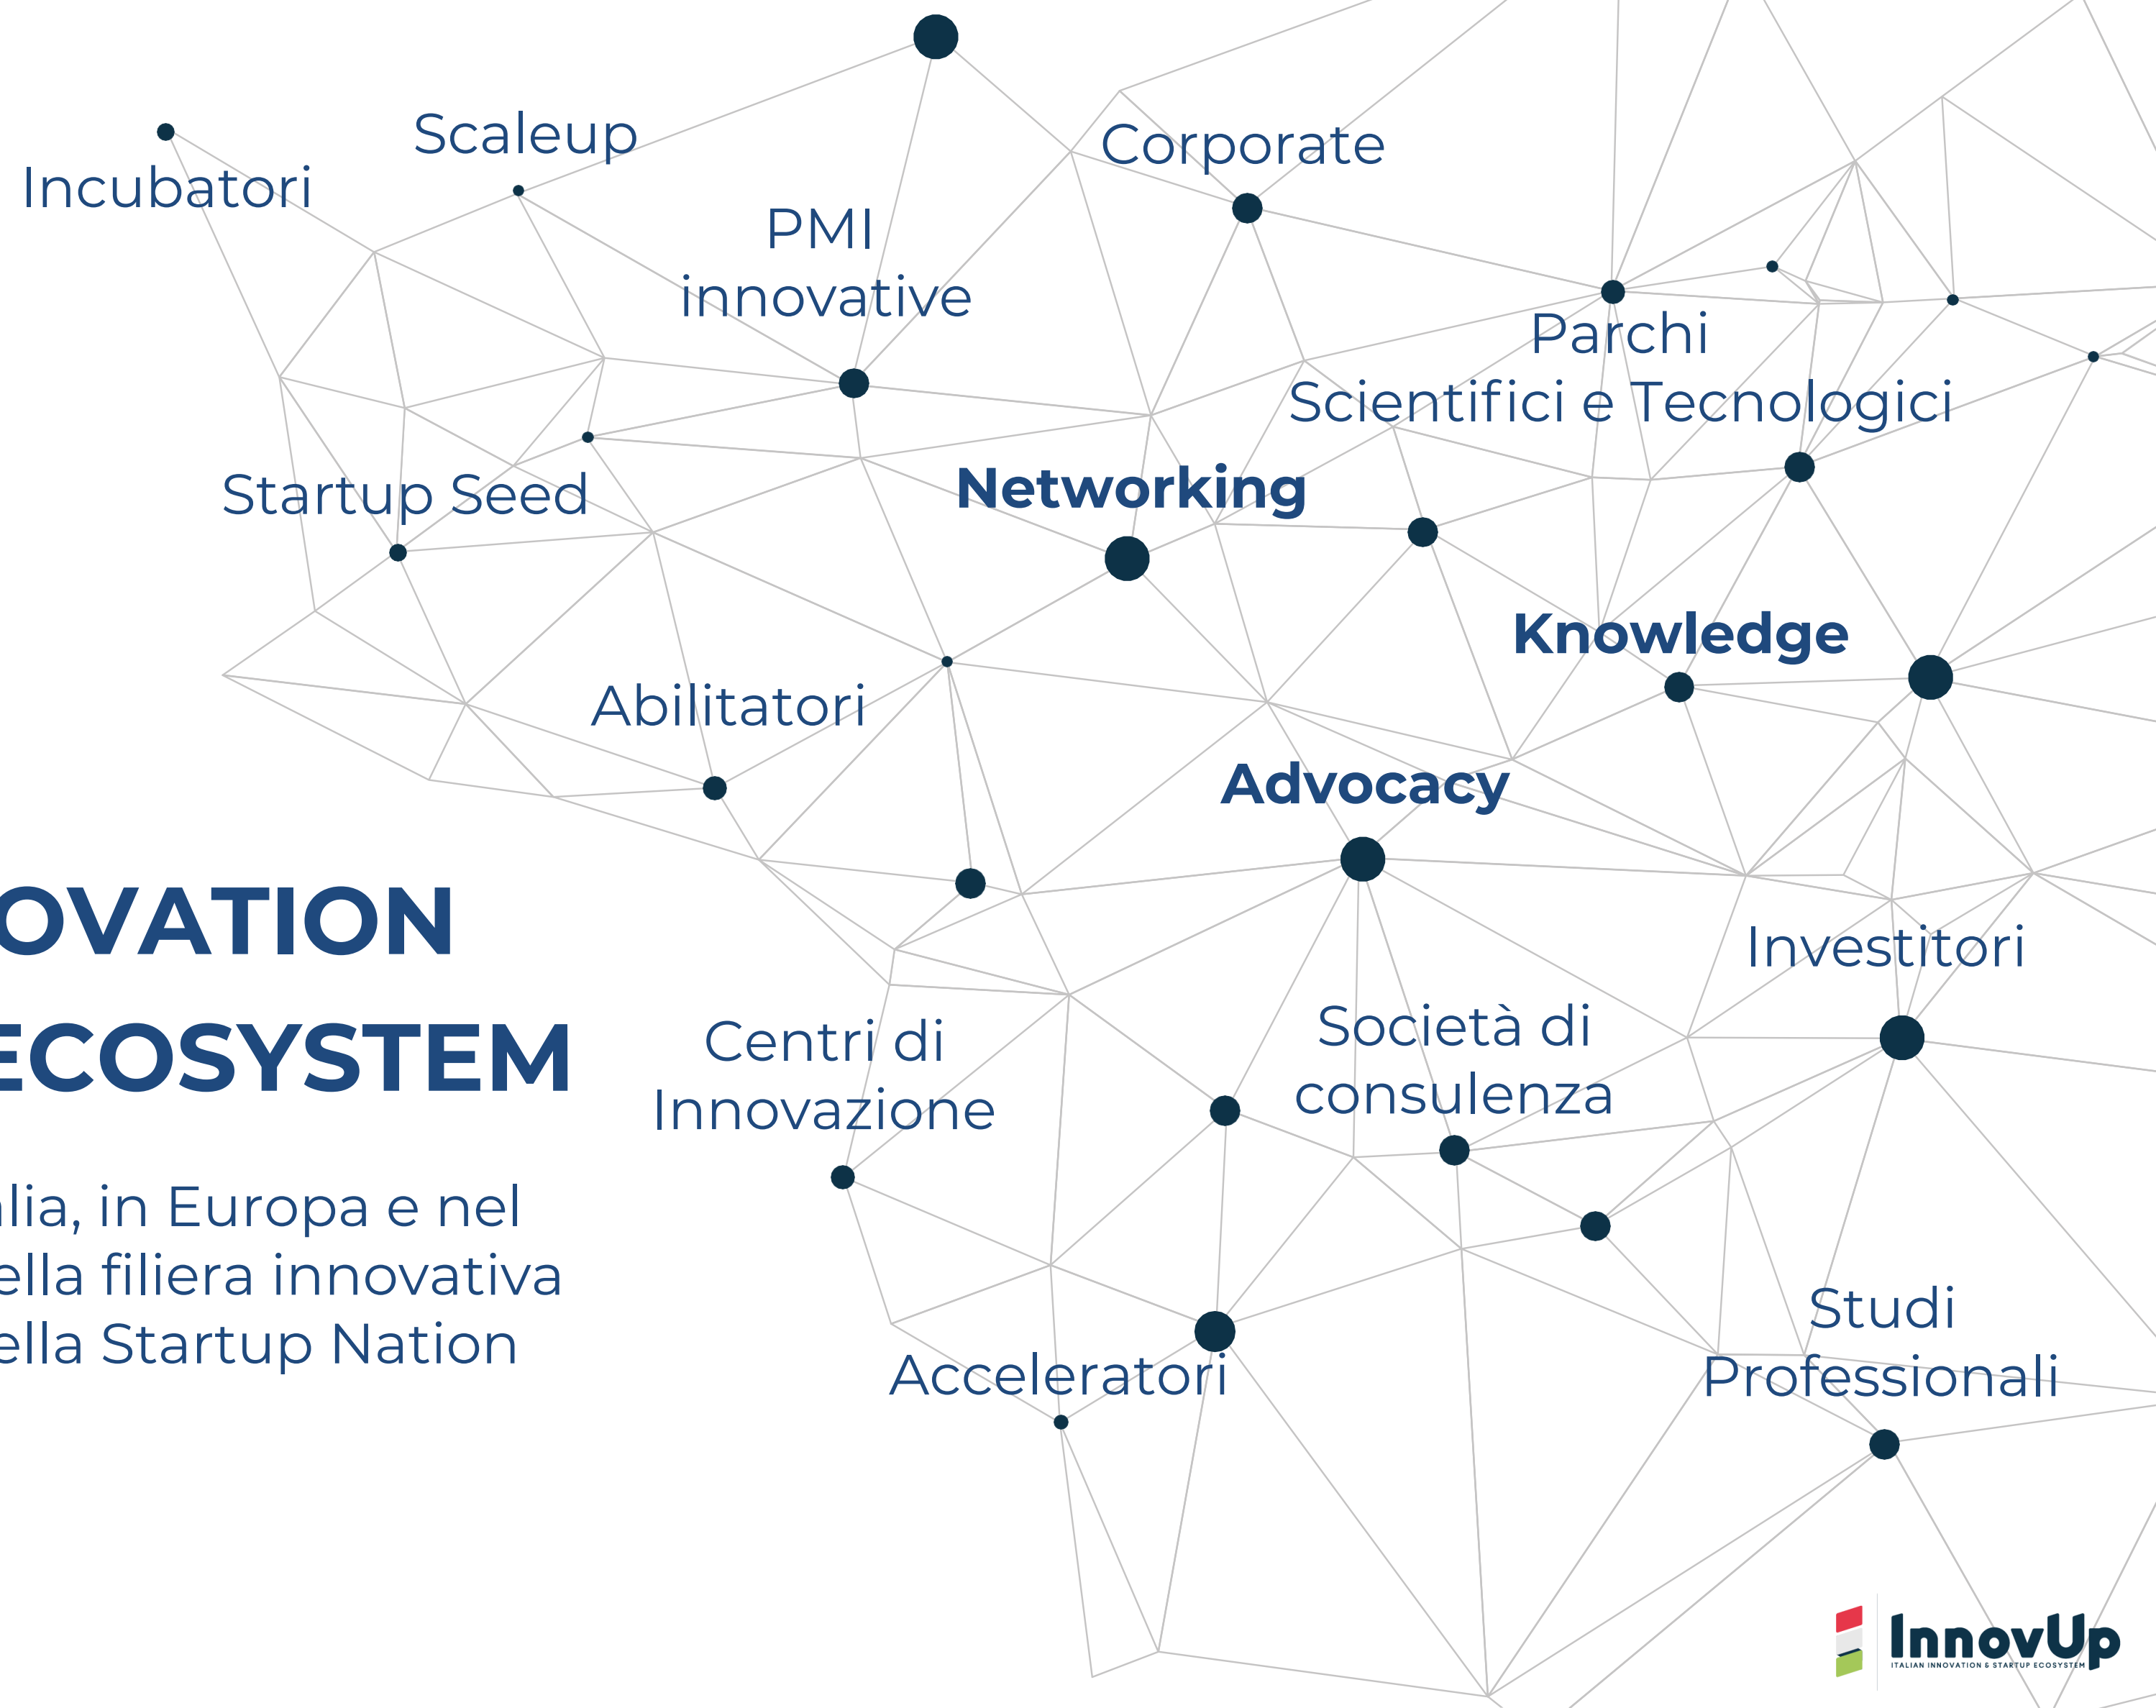 Scaleup
Corporate
Incubatori
PMI
innovative
Parchi
Scientifici e Tecnologici
Startup Seed
Networking
Knowledge
Abilitatori
Advocacy
OVATION
ECOSYSTEM
Investitori
Centri di
Innovazione
Società di
consulenza
lia, in Europa e nel
ella filiera innovativa
ella Startup Nation
Acceleratori
Studi
Professionali
InnovUp
ITALIAN INNOVATION & STARTUP ECOSYSTEM